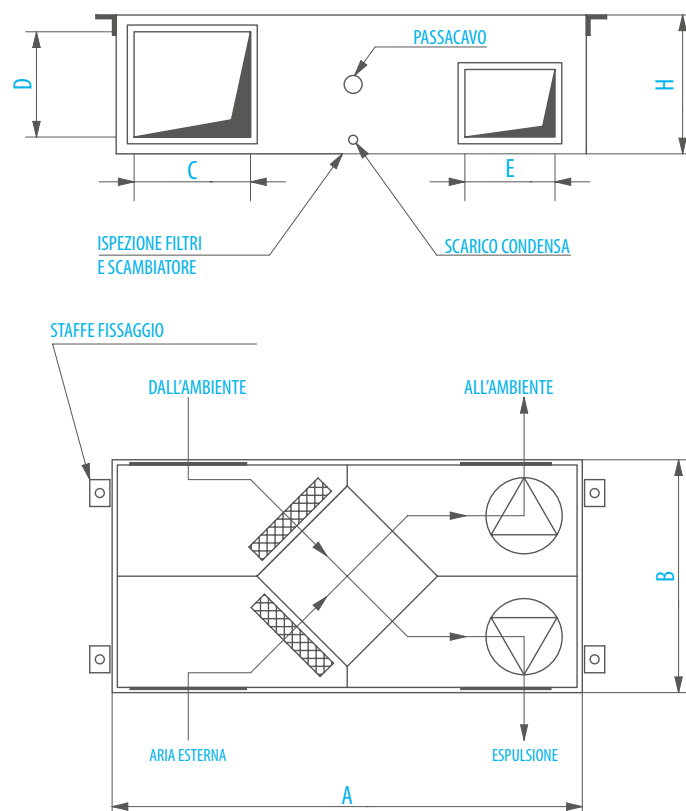 PASSACAVO
D
H
C
E
ISPEZIONE FILTRI
E SCAMBIATORE
SCARICO CONDENSA
STAFFE FISSAGGIO
DALL'AMBIENTE
ALL'AMBIENTE
B
ARIA ESTERNA
ESPULSIONE
A